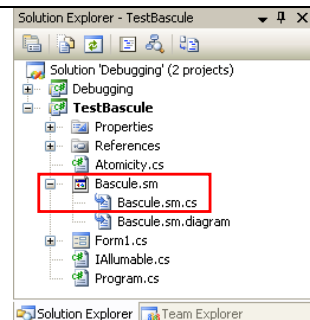 Solution Explorer - TestBascule
Solution 'Debugging' (2 projects)
Debugging
TestBascule
Properties
References
Atomicity.cs
Bascule.sm
Bascule.sm.cs
Bascule.sm.diagram
Form1.cs
IAllumable.cs
Program.cs
Solution Explorer Team Explorer